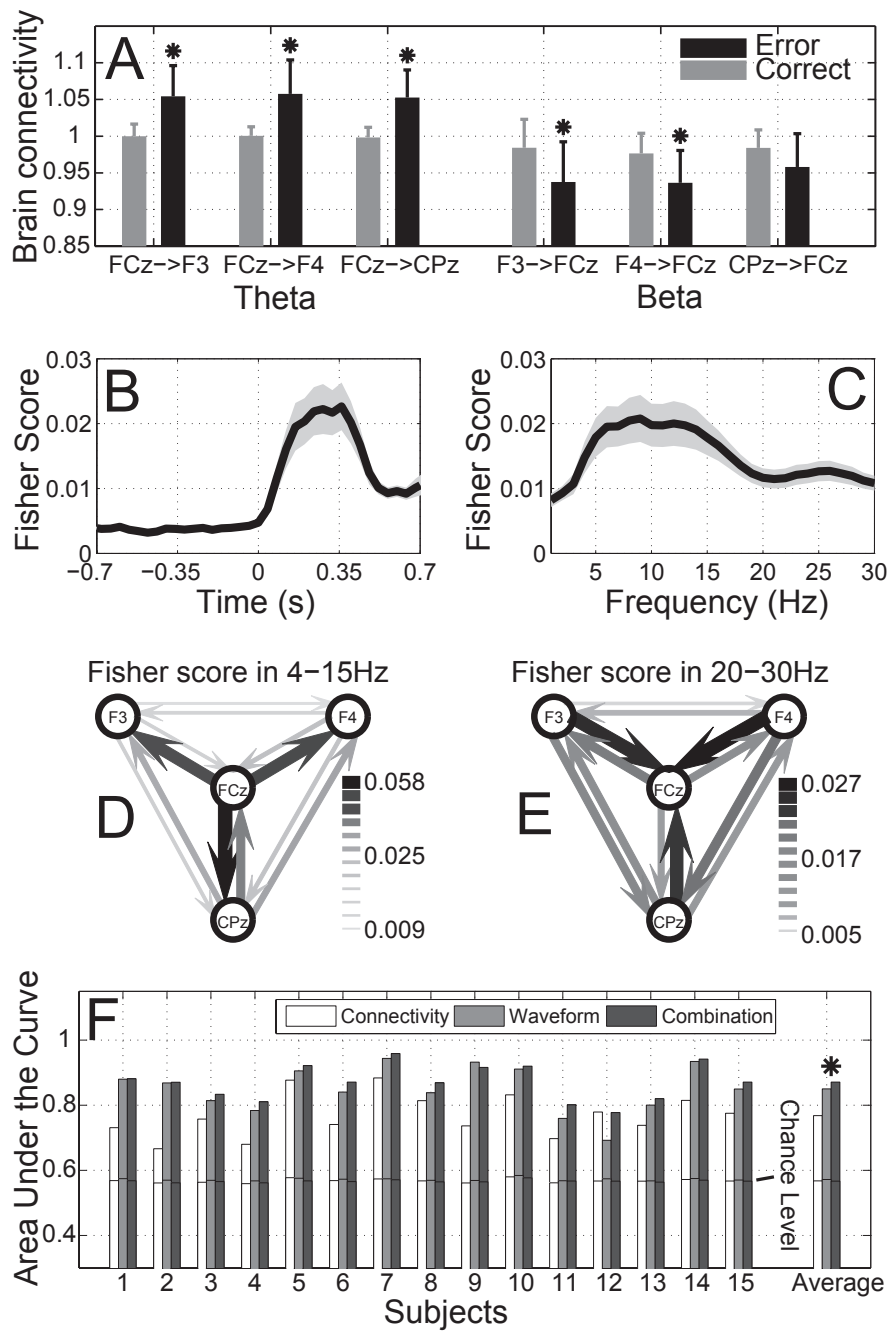 A
Brain connectivity
1.1
1.05
1
0.95
0.9
0.85
Error
Correct
FCz−>F3 FCz−>F4 FCz−>CPz F3−>FCz F4−>FCz CPz−>FCz
Theta Beta
B
Fisher Score
0.03
0.02
0.01
0
−0.7 −0.35 0 0.35 0.7
Time (s)
C
Fisher Score
0.03
0.02
0.01
0
5 10 15 20 25 30
Frequency (Hz)
Fisher score in 4−15Hz
F3 F4
FCz
CPz
D
0.058
0.025
0.009
Fisher score in 20−30Hz
F3 F4
FCz
CPz
E
0.027
0.017
0.005
F
Area Under the Curve
1
0.8
0.6
0.4
Connectivity Waveform Combination
Chance Level
1 2 3 4 5 6 7 8 9 10 11 12 13 14 15 Average
Subjects